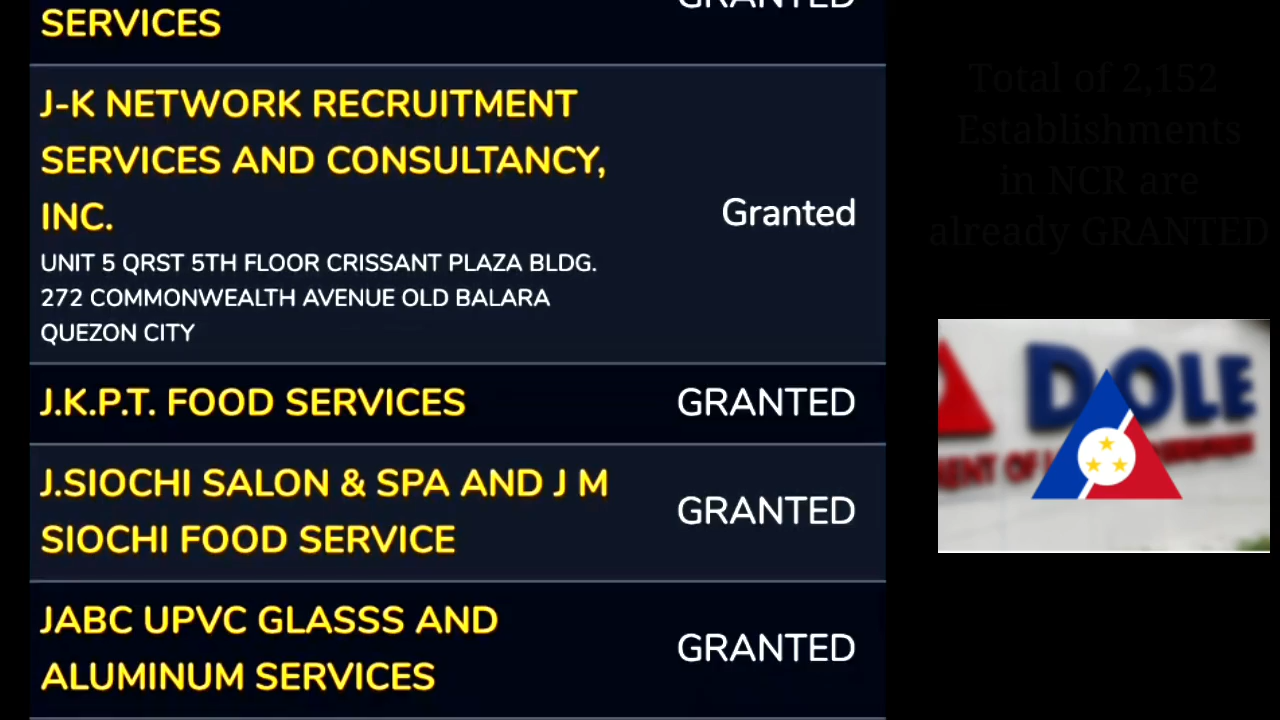 GRANTED
SERVICES
J-K NETWORK RECRUITMENT
SERVICES AND CONSULTANCY,
INC.
Granted
UNIT 5 QRST 5TH FLOOR CRISSANT PLAZA BLDG.
272 COMMONWEALTH AVENUE OLD BALARA
QUEZON CITY
J.K.P.T. FOOD SERVICES
GRANTED
J.SIOCHI SALON & SPA AND J M
SIOCHI FOOD SERVICE
GRANTED
JABC UPVC GLASSS AND
ALUMINUM SERVICES
GRANTED
Total of 2,152
Establishments
in NCR are
already GRANTED
DOLE